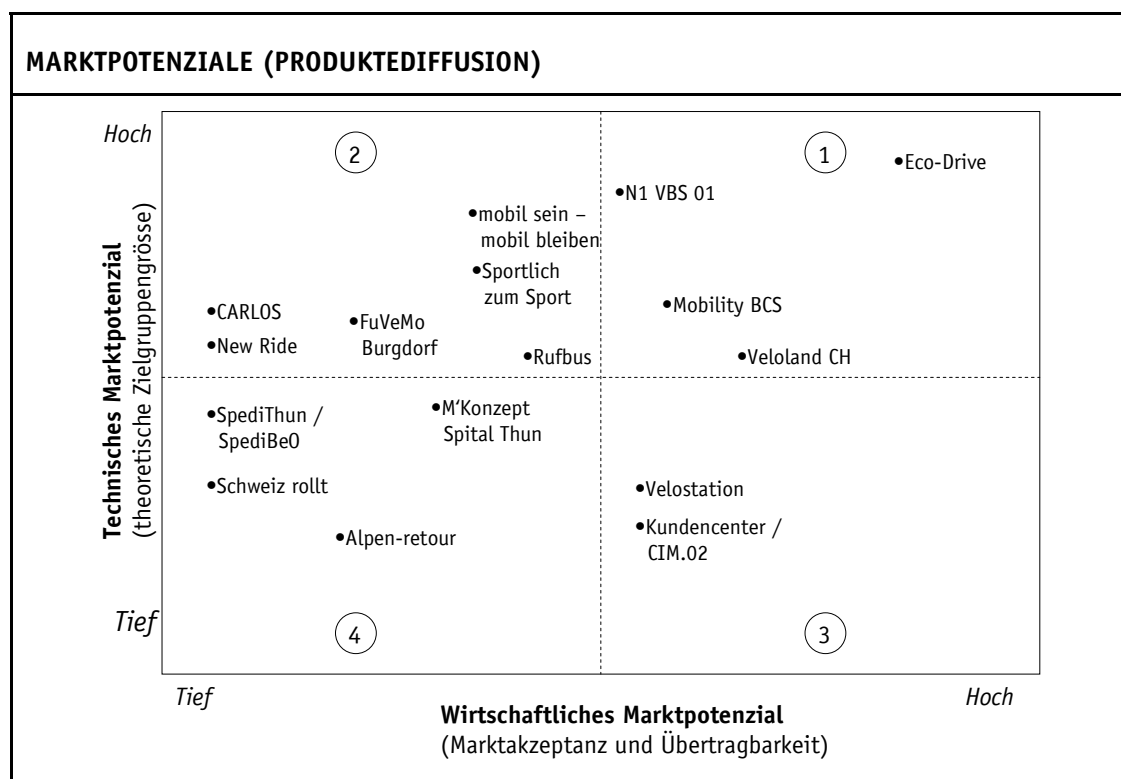 MARKTPOTENZIALE (PRODUKTEDIFFUSION)
Hoch
2
1
•Eco-Drive
•N1 VBS 01
•mobil sein –
mobil bleiben
•Sportlich
zum Sport
•Mobility BCS
•CARLOS
•FuVeMo
Burgdorf
•New Ride
•Rufbus
•Veloland CH
Technisches Marktpotenzial
(theoretische Zielgruppengrösse)
•SpediThun /
SpediBeO
•M‘Konzept
Spital Thun
•Schweiz rollt
•Velostation
•Alpen-retour
•Kundencenter /
CIM.02
Tief
4
3
Tief
Hoch
Wirtschaftliches Marktpotenzial
(Marktakzeptanz und Übertragbarkeit)